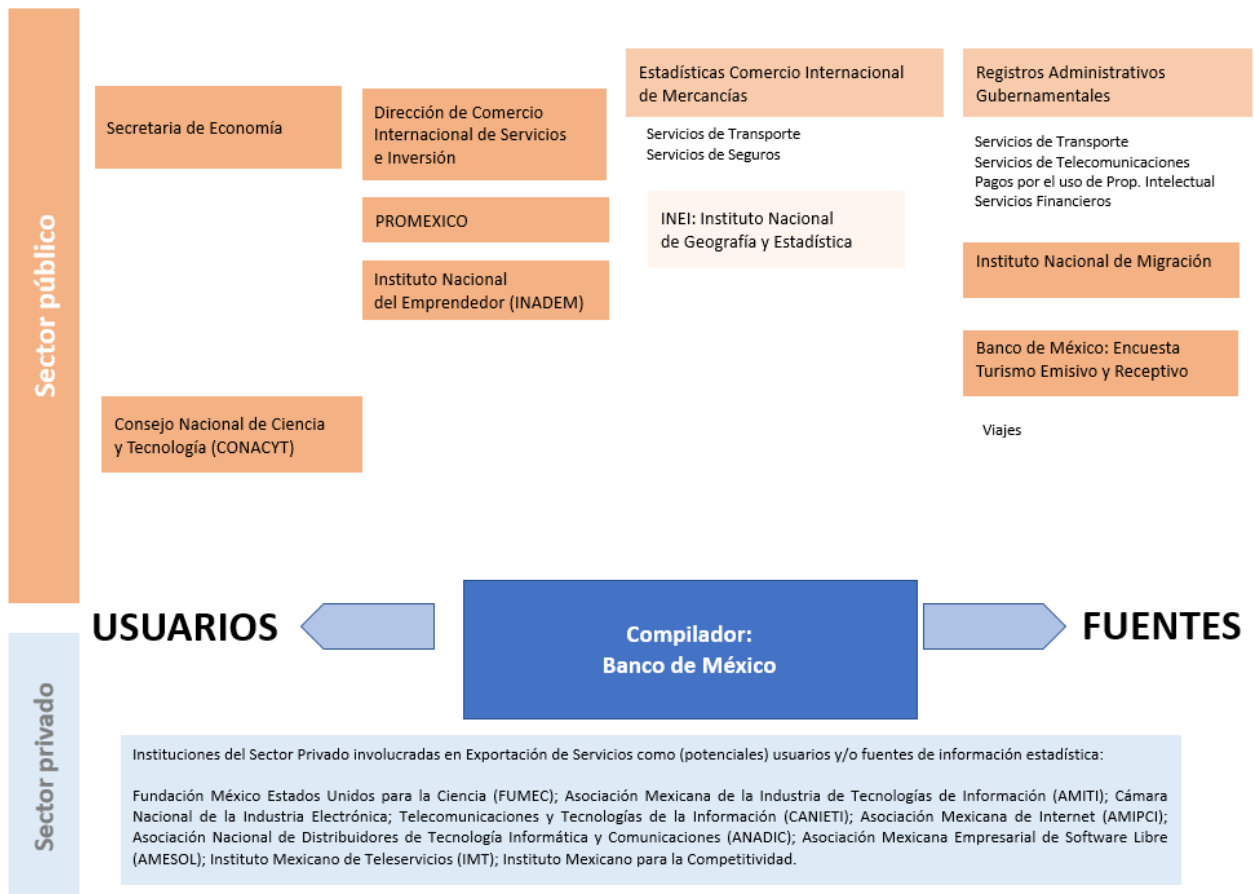 Sector público
Secretaria de Economía
Dirección de Comercio
Internacional de Servicios
e Inversión
PROMEXICO
Instituto Nacional
del Emprendedor (INADEM)
Consejo Nacional de Ciencia
y Tecnología (CONACYT)
Estadísticas Comercio Internacional
de Mercancías
Servicios de Transporte
Servicios de Seguros
INEI: Instituto Nacional
de Geografía y Estadística
Registros Administrativos
Gubernamentales
Servicios de Transporte
Servicios de Telecomunicaciones
Pagos por el uso de Prop. Intelectual
Servicios Financieros
Instituto Nacional de Migración
Banco de México: Encuesta
Turismo Emisivo y Receptivo
Viajes
USUARIOS
Compilador:
Banco de México
FUENTES
Sector privado
Instituciones del Sector Privado involucradas en Exportación de Servicios como (potenciales) usuarios y/o fuentes de información estadística:
Fundación México Estados Unidos para la Ciencia (FUMEC); Asociación Mexicana de la Industria de Tecnologías de Información (AMITI); Cámara
Nacional de la Industria Electrónica; Telecomunicaciones y Tecnologías de la Información (CANIETI); Asociación Mexicana de Internet (AMIPCI);
Asociación Nacional de Distribuidores de Tecnología Informática y Comunicaciones (ANADIC); Asociación Mexicana Empresarial de Software Libre
(AMESOL); Instituto Mexicano de Teleservicios (IMT); Instituto Mexicano para la Competitividad.